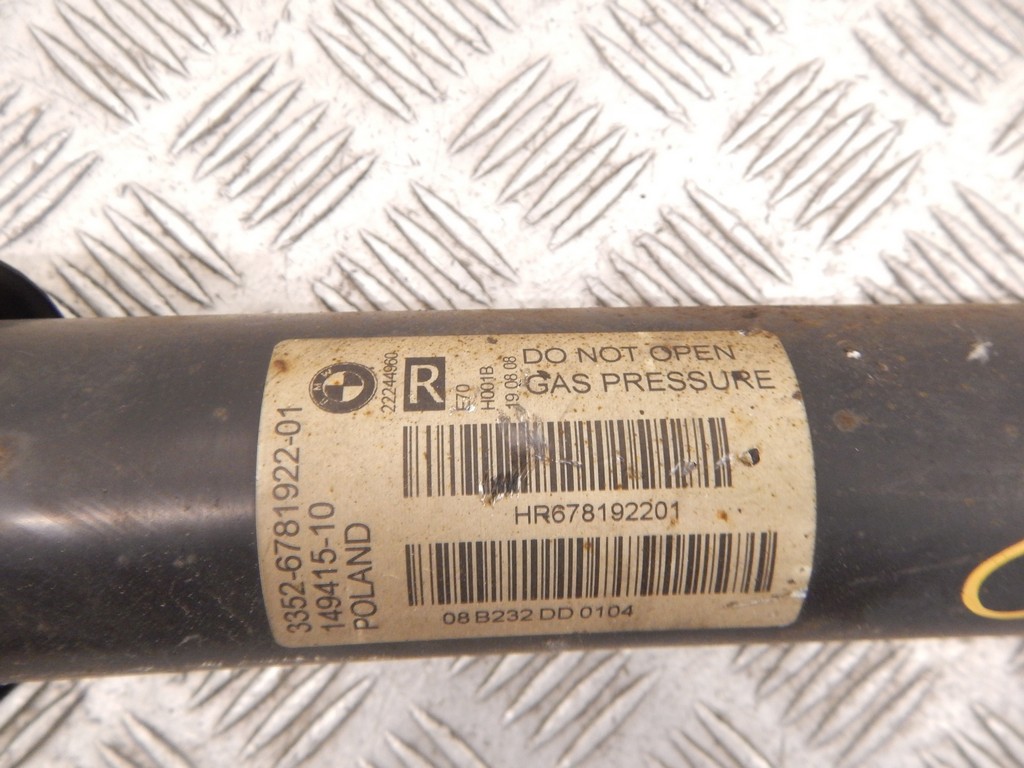 DO NOT OPEN
GAS PRESSURE
BMW
22244960
R
E70
H001B
19.08.08
HR678192201
08 B232 DD 0104
3352-6781922-01
149415-10
POLAND